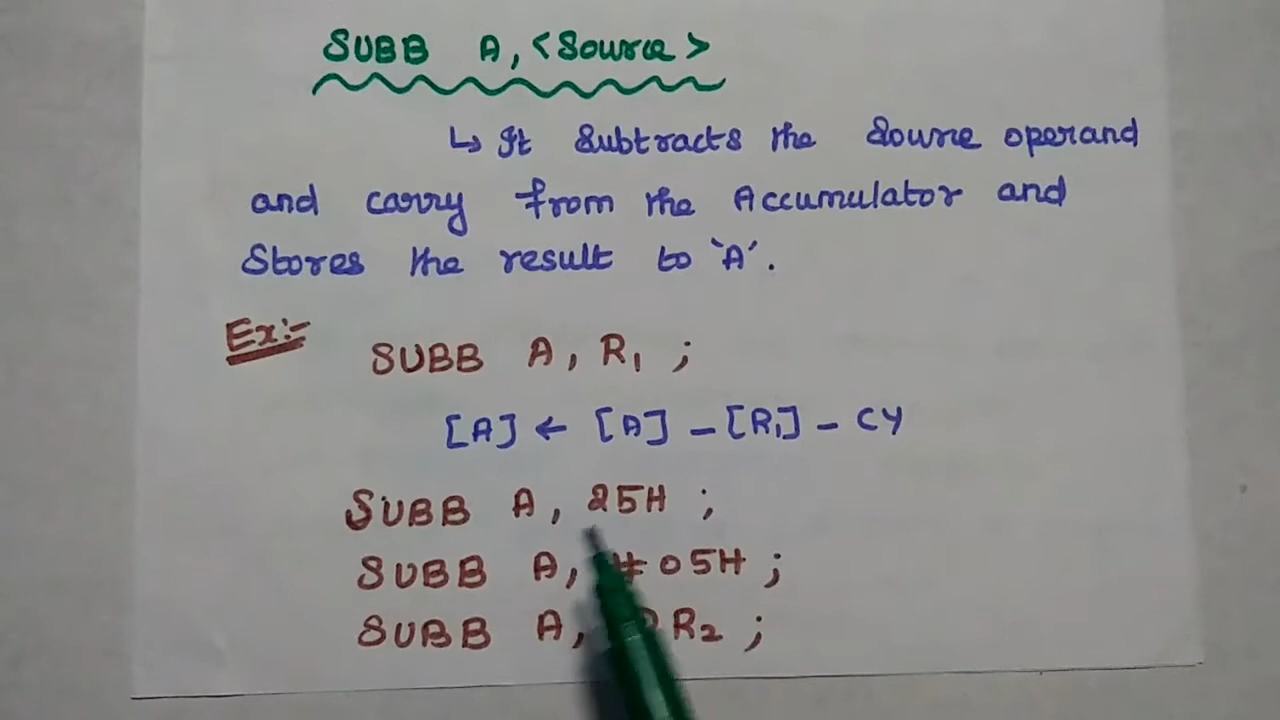 SUBB A, <Source>
↳ It subtracts the source operand
and carry from the Accumulator and
stores the result to 'A'.
Ex:- SUBB A, R₁ ;
[A] ← [A] - [R₁] - CY
SUBB A, 25H ;
SUBB A, #05H ;
SUBB A, R₂ ;